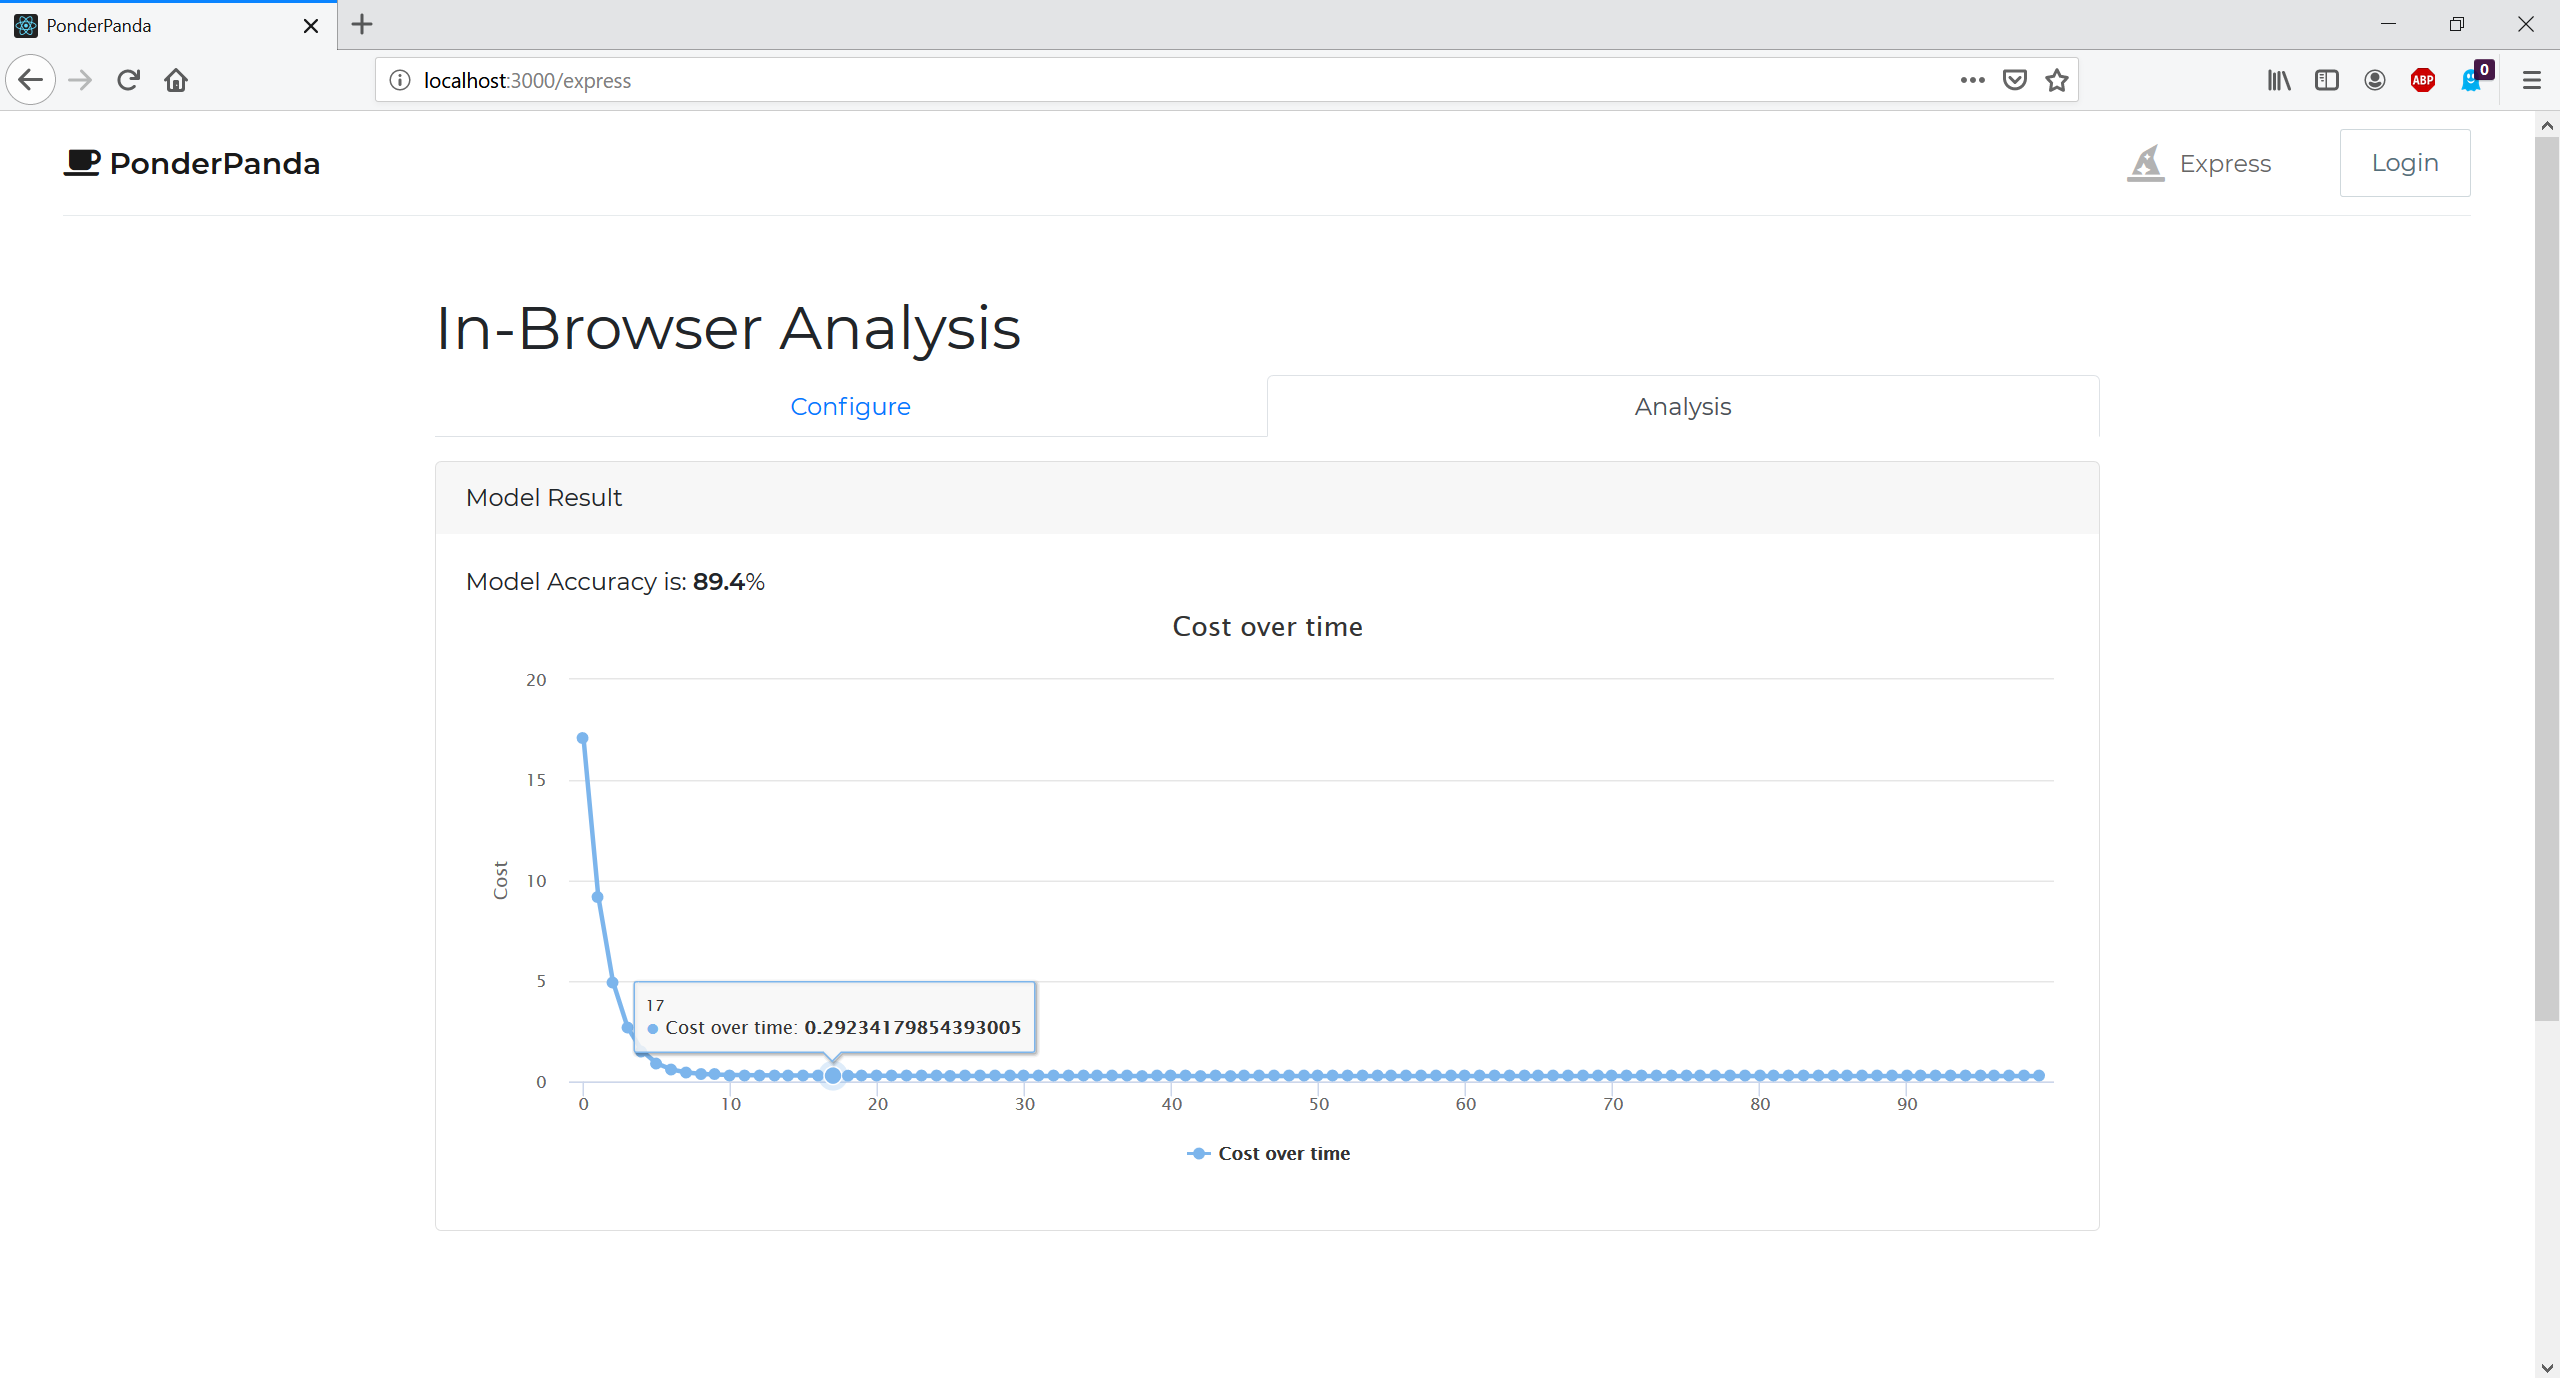 PonderPanda
localhost:3000/express
ABP
0
PonderPanda
Express
Login
In-Browser Analysis
Configure
Analysis
Model Result
Model Accuracy is: 89.4%
Cost over time
20
15
10
5
0
Cost
17
Cost over time: 0.29234179854393005
0 10 20 30 40 50 60 70 80 90
Cost over time